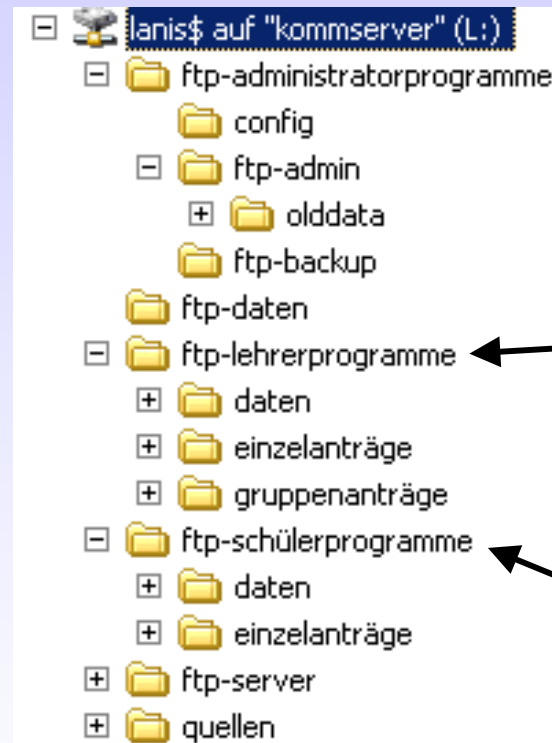 lanis$ auf "kommserver" (L:)
ftp-administratorprogramme
config
ftp-admin
olddata
ftp-backup
ftp-daten
ftp-lehrerprogramme
daten
einzelanträge
gruppenanträge
ftp-schülerprogramme
daten
einzelanträge
ftp-server
quellen